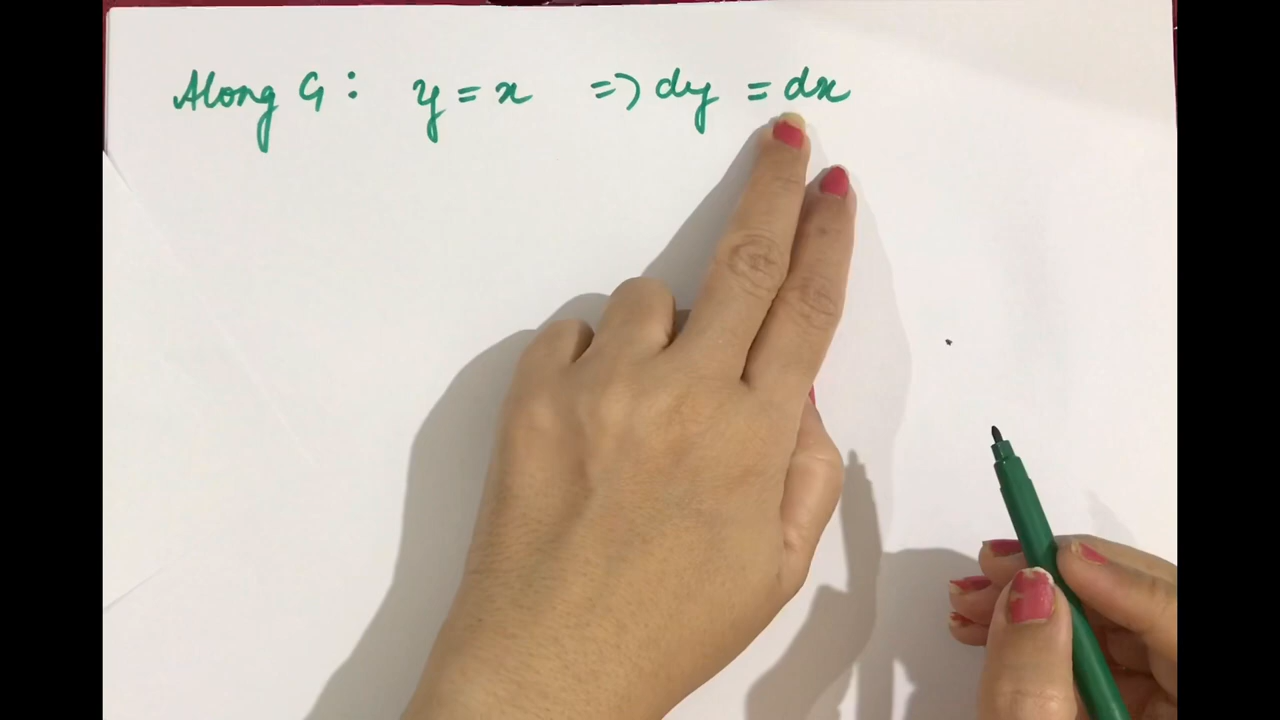 Along C₁ : y = x => dy = dx